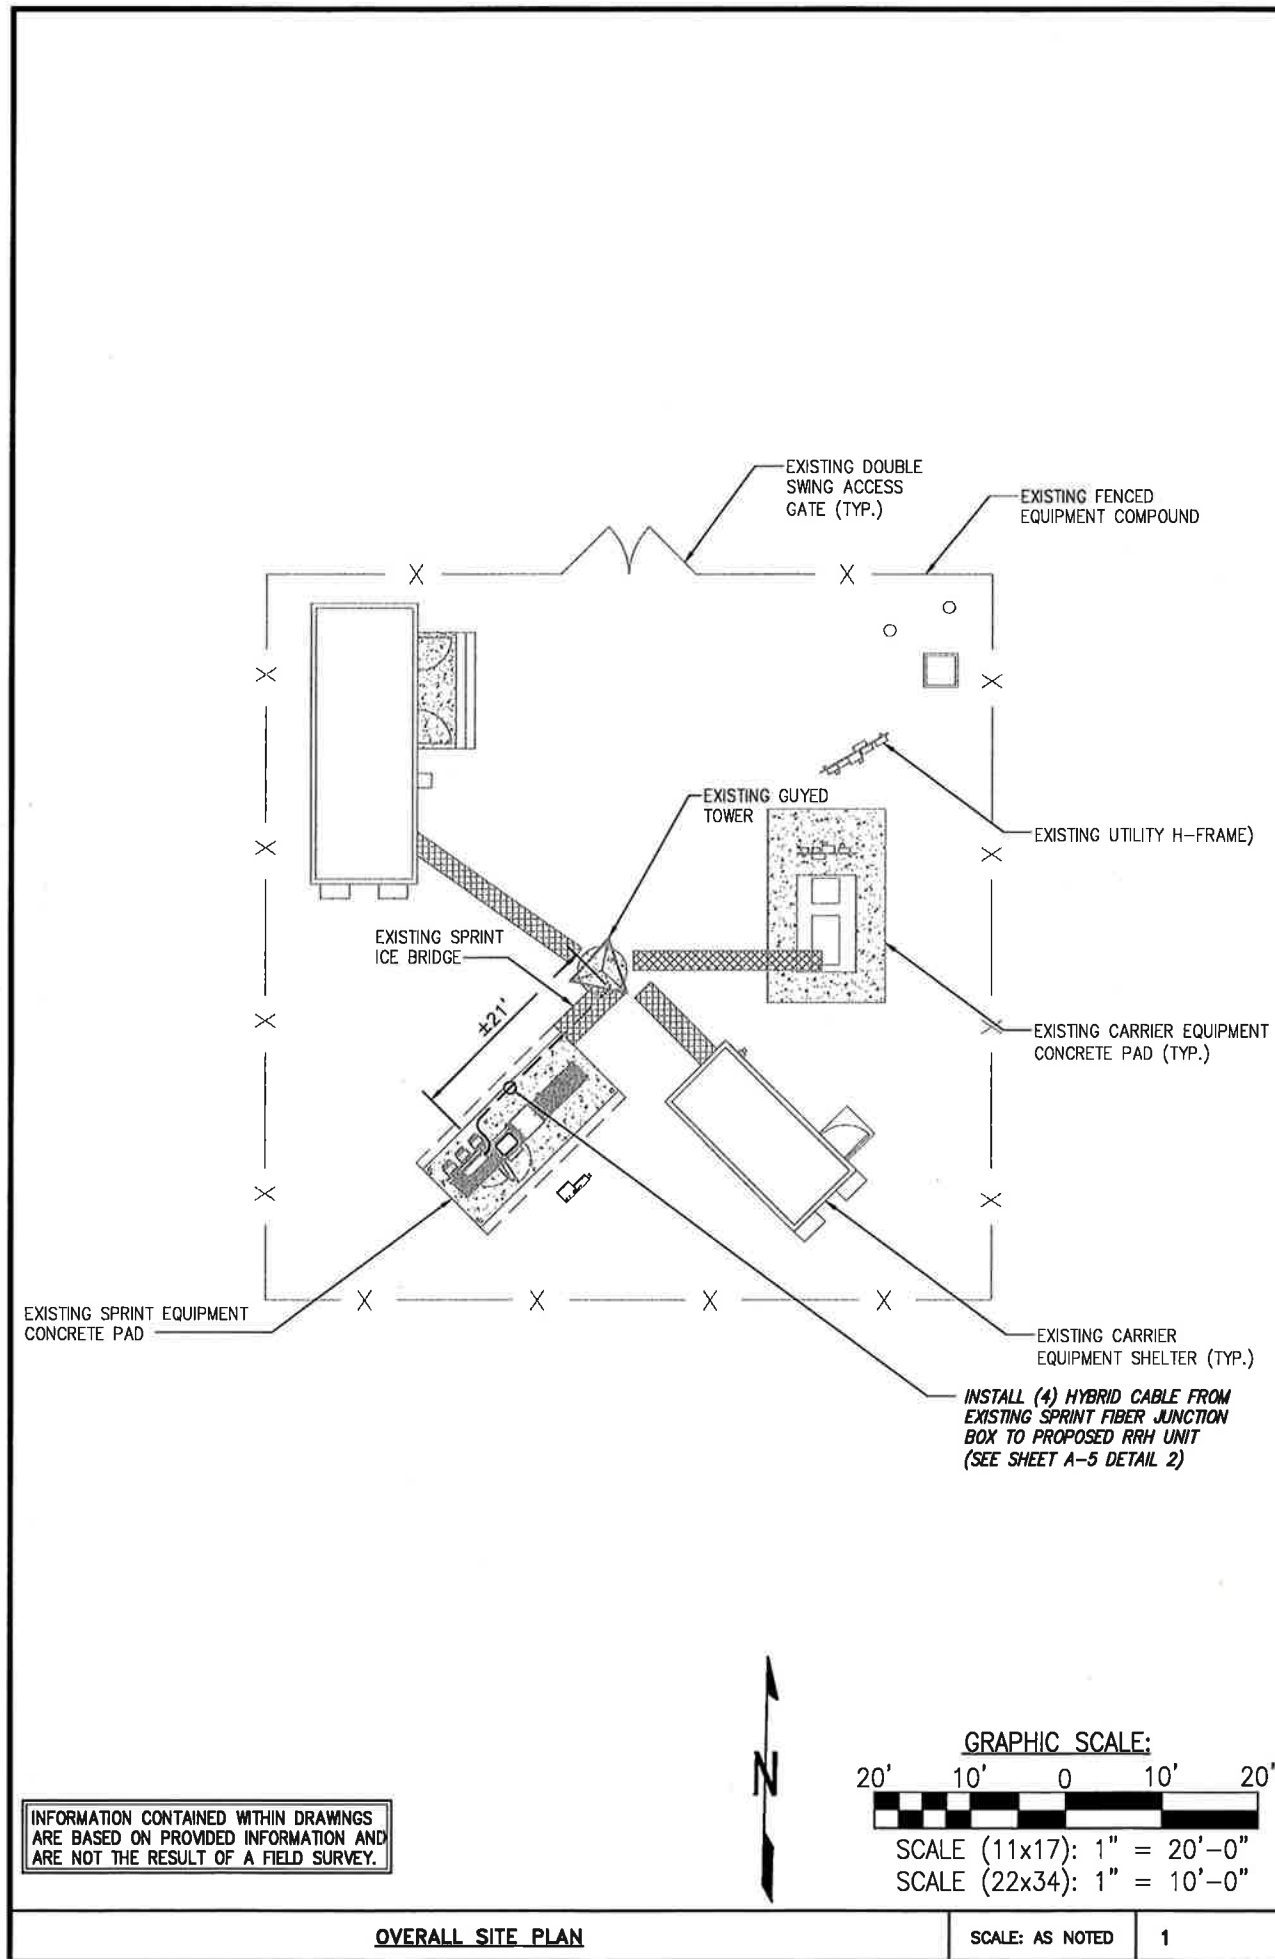 EXISTING DOUBLE
SWING ACCESS
GATE (TYP.)
EXISTING FENCED
EQUIPMENT COMPOUND
EXISTING GUYED
TOWER
EXISTING UTILITY H-FRAME)
EXISTING SPRINT
ICE BRIDGE
±21'
EXISTING CARRIER EQUIPMENT
CONCRETE PAD (TYP.)
EXISTING SPRINT EQUIPMENT
CONCRETE PAD
EXISTING CARRIER
EQUIPMENT SHELTER (TYP.)
INSTALL (4) HYBRID CABLE FROM
EXISTING SPRINT FIBER JUNCTION
BOX TO PROPOSED RRH UNIT
(SEE SHEET A-5 DETAIL 2)
N
GRAPHIC SCALE:
20' 10' 0 10' 20'
SCALE (11x17): 1" = 20'-0"
SCALE (22x34): 1" = 10'-0"
INFORMATION CONTAINED WITHIN DRAWINGS
ARE BASED ON PROVIDED INFORMATION AND
ARE NOT THE RESULT OF A FIELD SURVEY.
OVERALL SITE PLAN
SCALE: AS NOTED
1